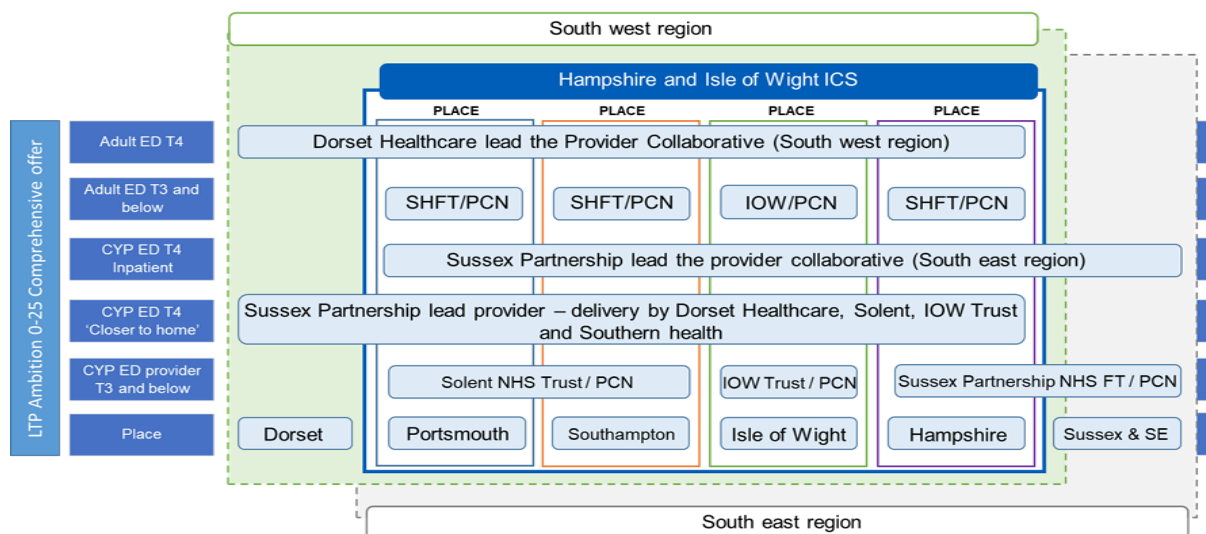 South west region
Hampshire and Isle of Wight ICS
PLACE
PLACE
PLACE
PLACE
LTP Ambition 0-25 Comprehensive offer
Adult ED T4
Dorset Healthcare lead the Provider Collaborative (South west region)
Adult ED T3 and
below
SHFT/PCN
SHFT/PCN
IOW/PCN
SHFT/PCN
CYP ED T4
Inpatient
Sussex Partnership lead the provider collaborative (South east region)
CYP ED T4
‘Closer to home’
Sussex Partnership lead provider – delivery by Dorset Healthcare, Solent, IOW Trust
and Southern health
CYP ED provider
T3 and below
Solent NHS Trust / PCN
IOW Trust / PCN
Sussex Partnership NHS FT / PCN
Place
Dorset
Portsmouth
Southampton
Isle of Wight
Hampshire
Sussex & SE
South east region